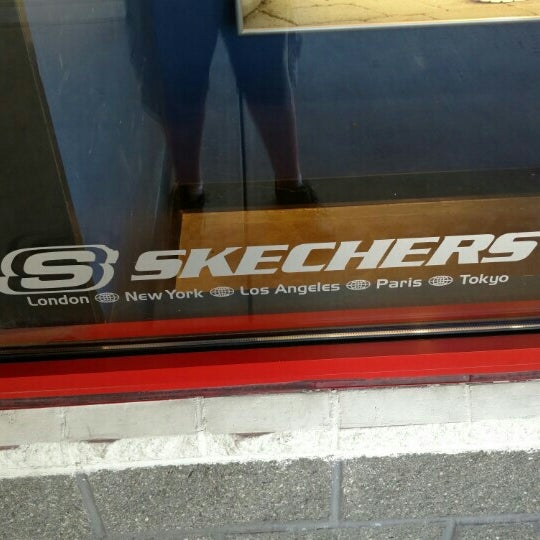 S SKECHERS
London New York Los Angeles Paris Tokyo